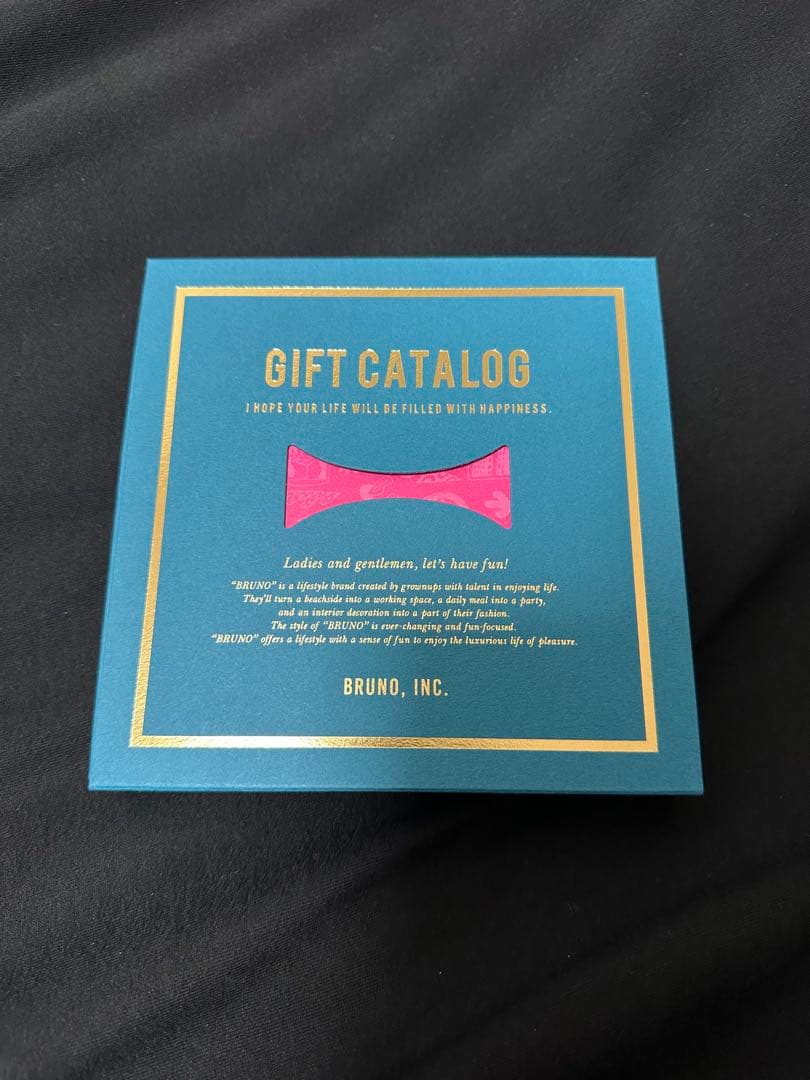 GIFT CATALOG
I HOPE YOUR LIFE WILL BE FILLED WITH HAPPINESS.
Ladies and gentlemen, let's have fun!
"BRUNO" is a lifestyle brand created by grownups with talent in enjoying life.
They'll turn a beachside into a working space, a daily meal into a party,
and an interior decoration into a part of their fashion.
The style of "BRUNO" is ever-changing and fun-focused.
"BRUNO" offers a lifestyle with a sense of fun to enjoy the luxurious life of pleasure.
BRUNO, INC.